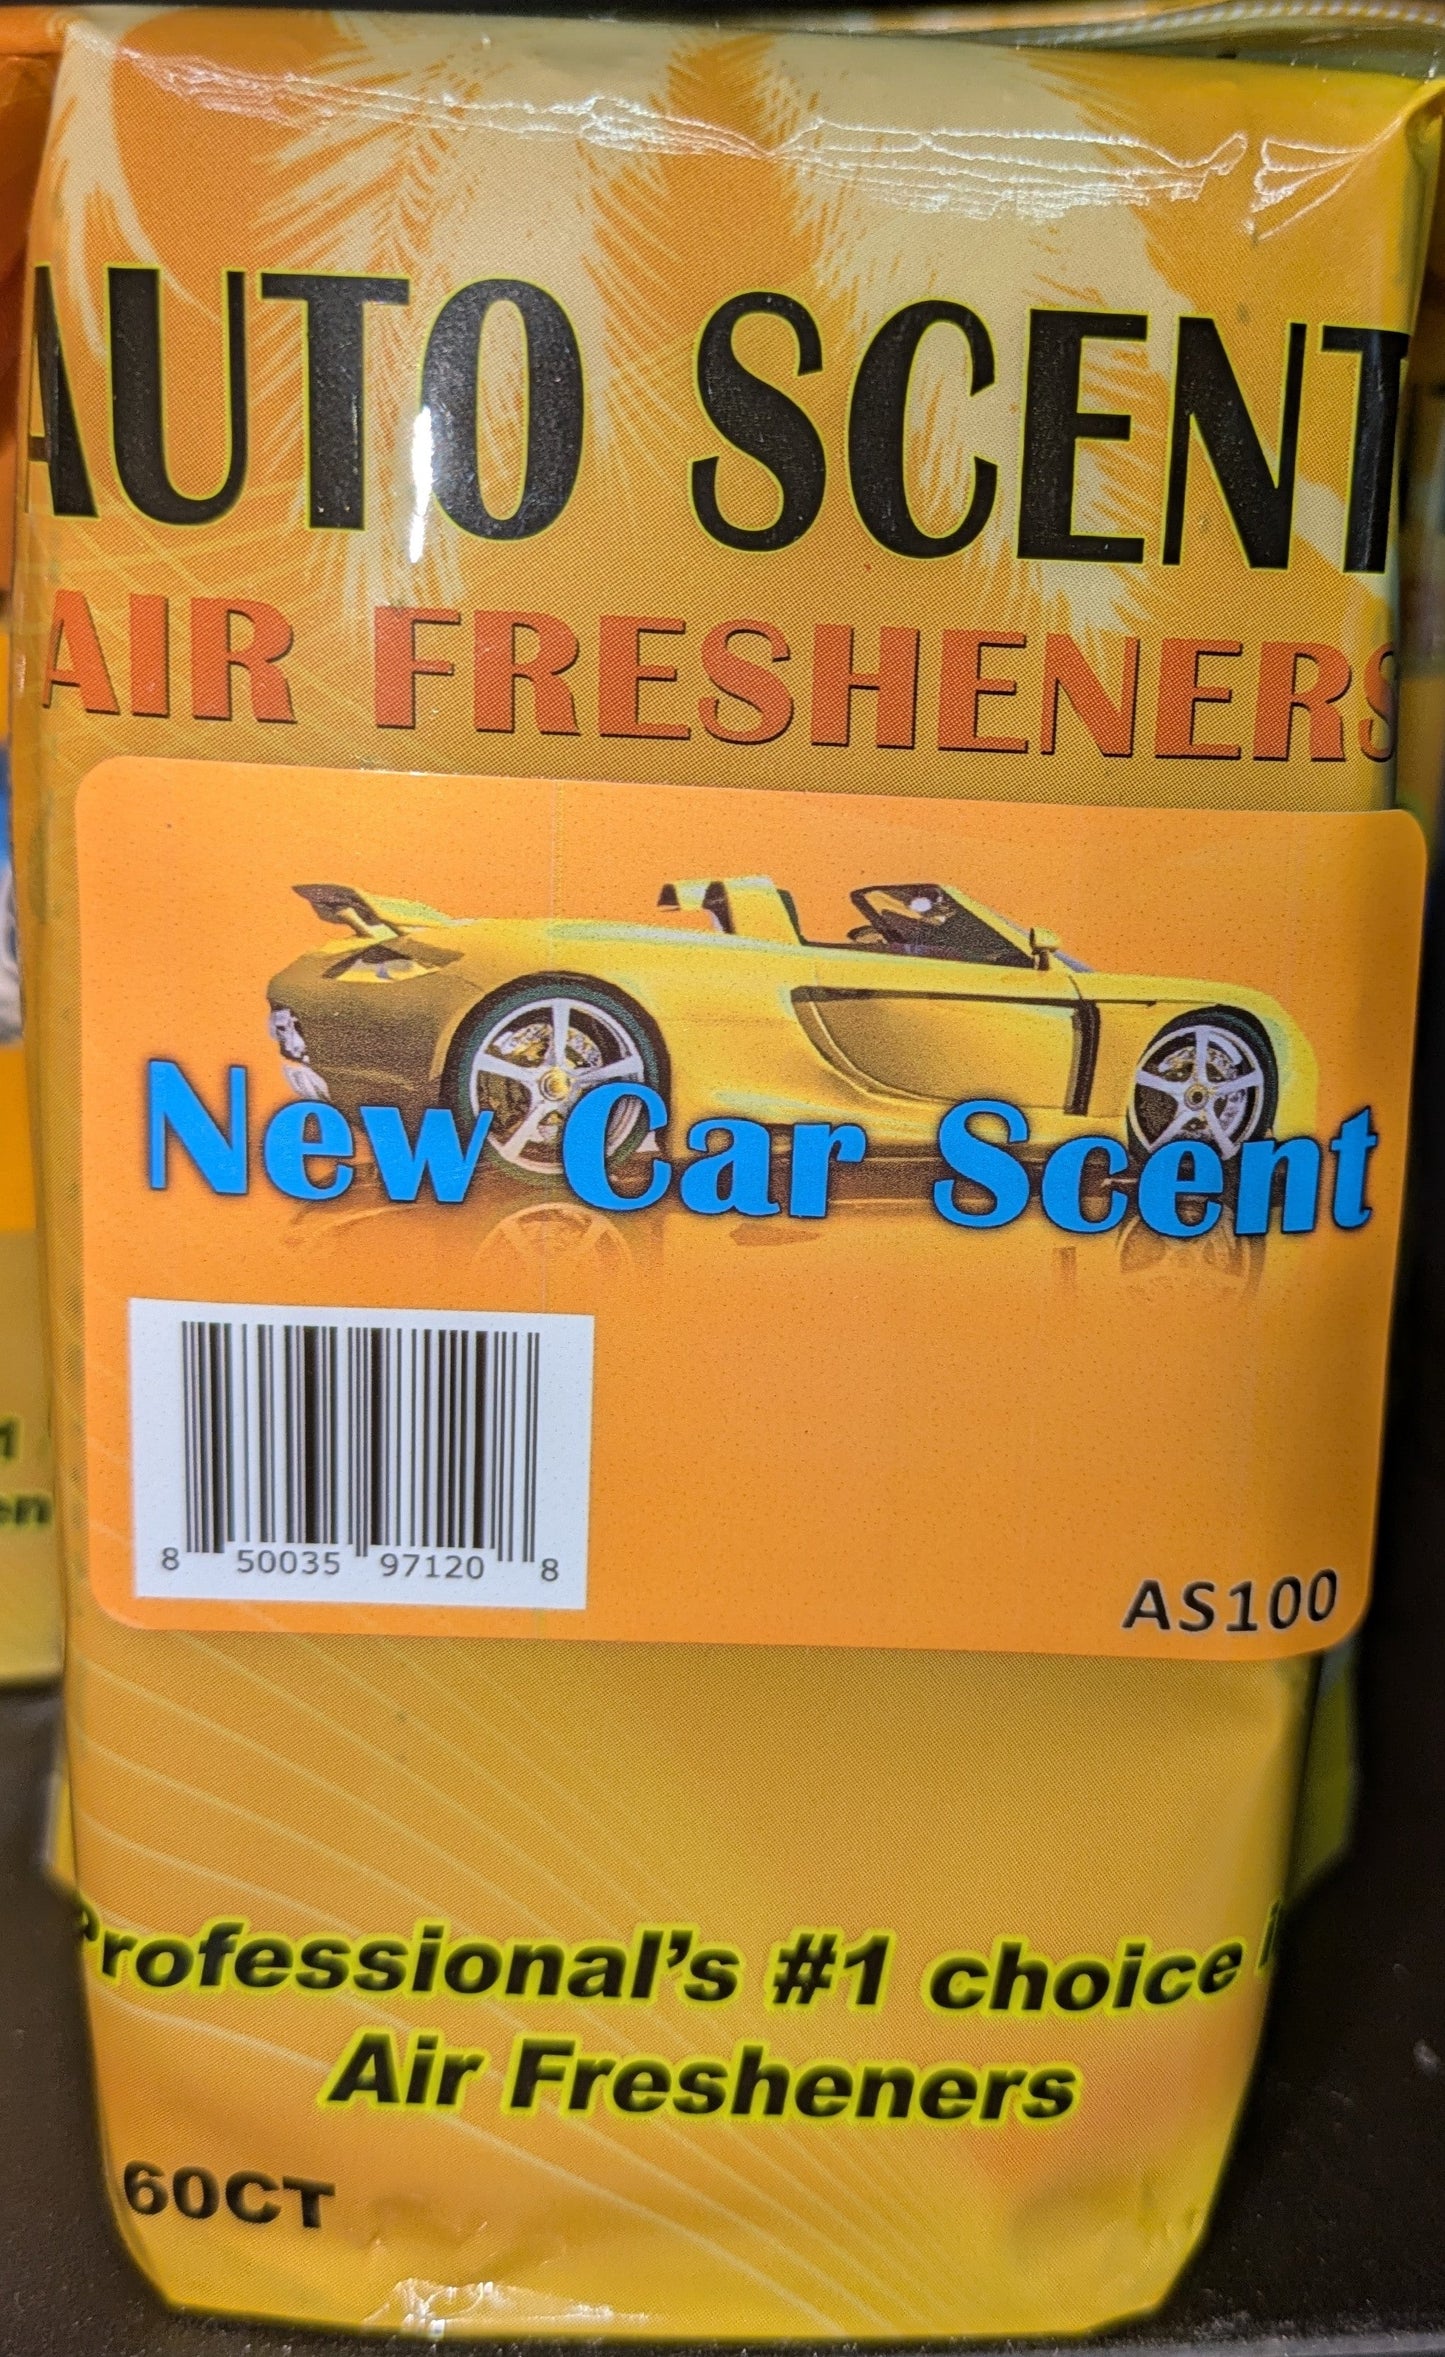 AUTO SCENT
AIR FRESHENERS
New Car Scent
8 50035 97120 8
AS100
Professional's #1 choice
Air Fresheners
60CT